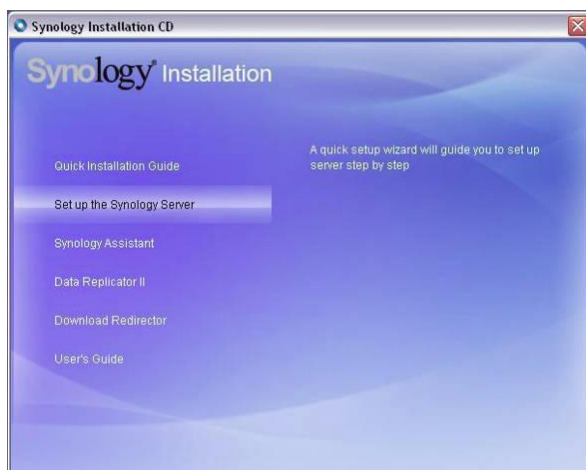 Synology Installation CD
Synology Installation
Quick Installation Guide
Set up the Synology Server
Synology Assistant
Data Replicator II
Download Redirector
User's Guide
A quick setup wizard will guide you to set up
server step by step